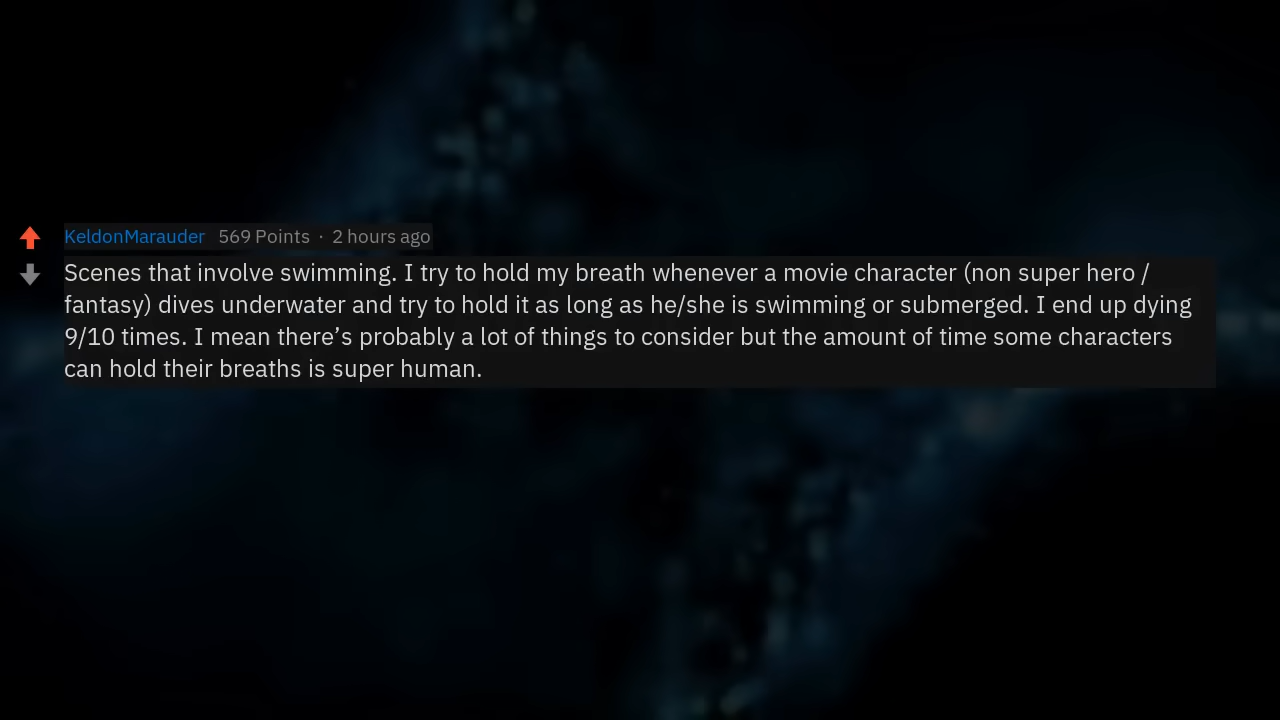 KeldonMarauder 569 Points · 2 hours ago
Scenes that involve swimming. I try to hold my breath whenever a movie character (non super hero /
fantasy) dives underwater and try to hold it as long as he/she is swimming or submerged. I end up dying
9/10 times. I mean there’s probably a lot of things to consider but the amount of time some characters
can hold their breaths is super human.